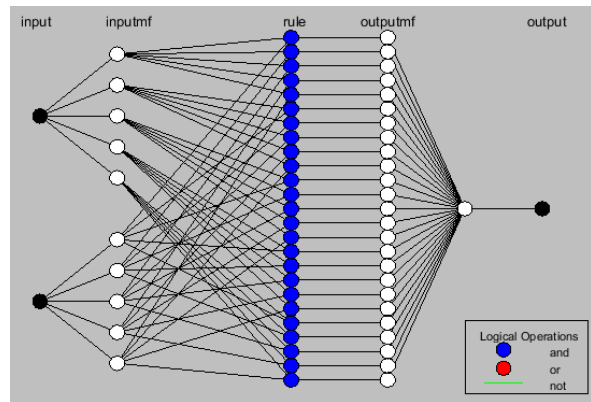 input inputmf rule outputmf output
Logical Operations
and
or
not